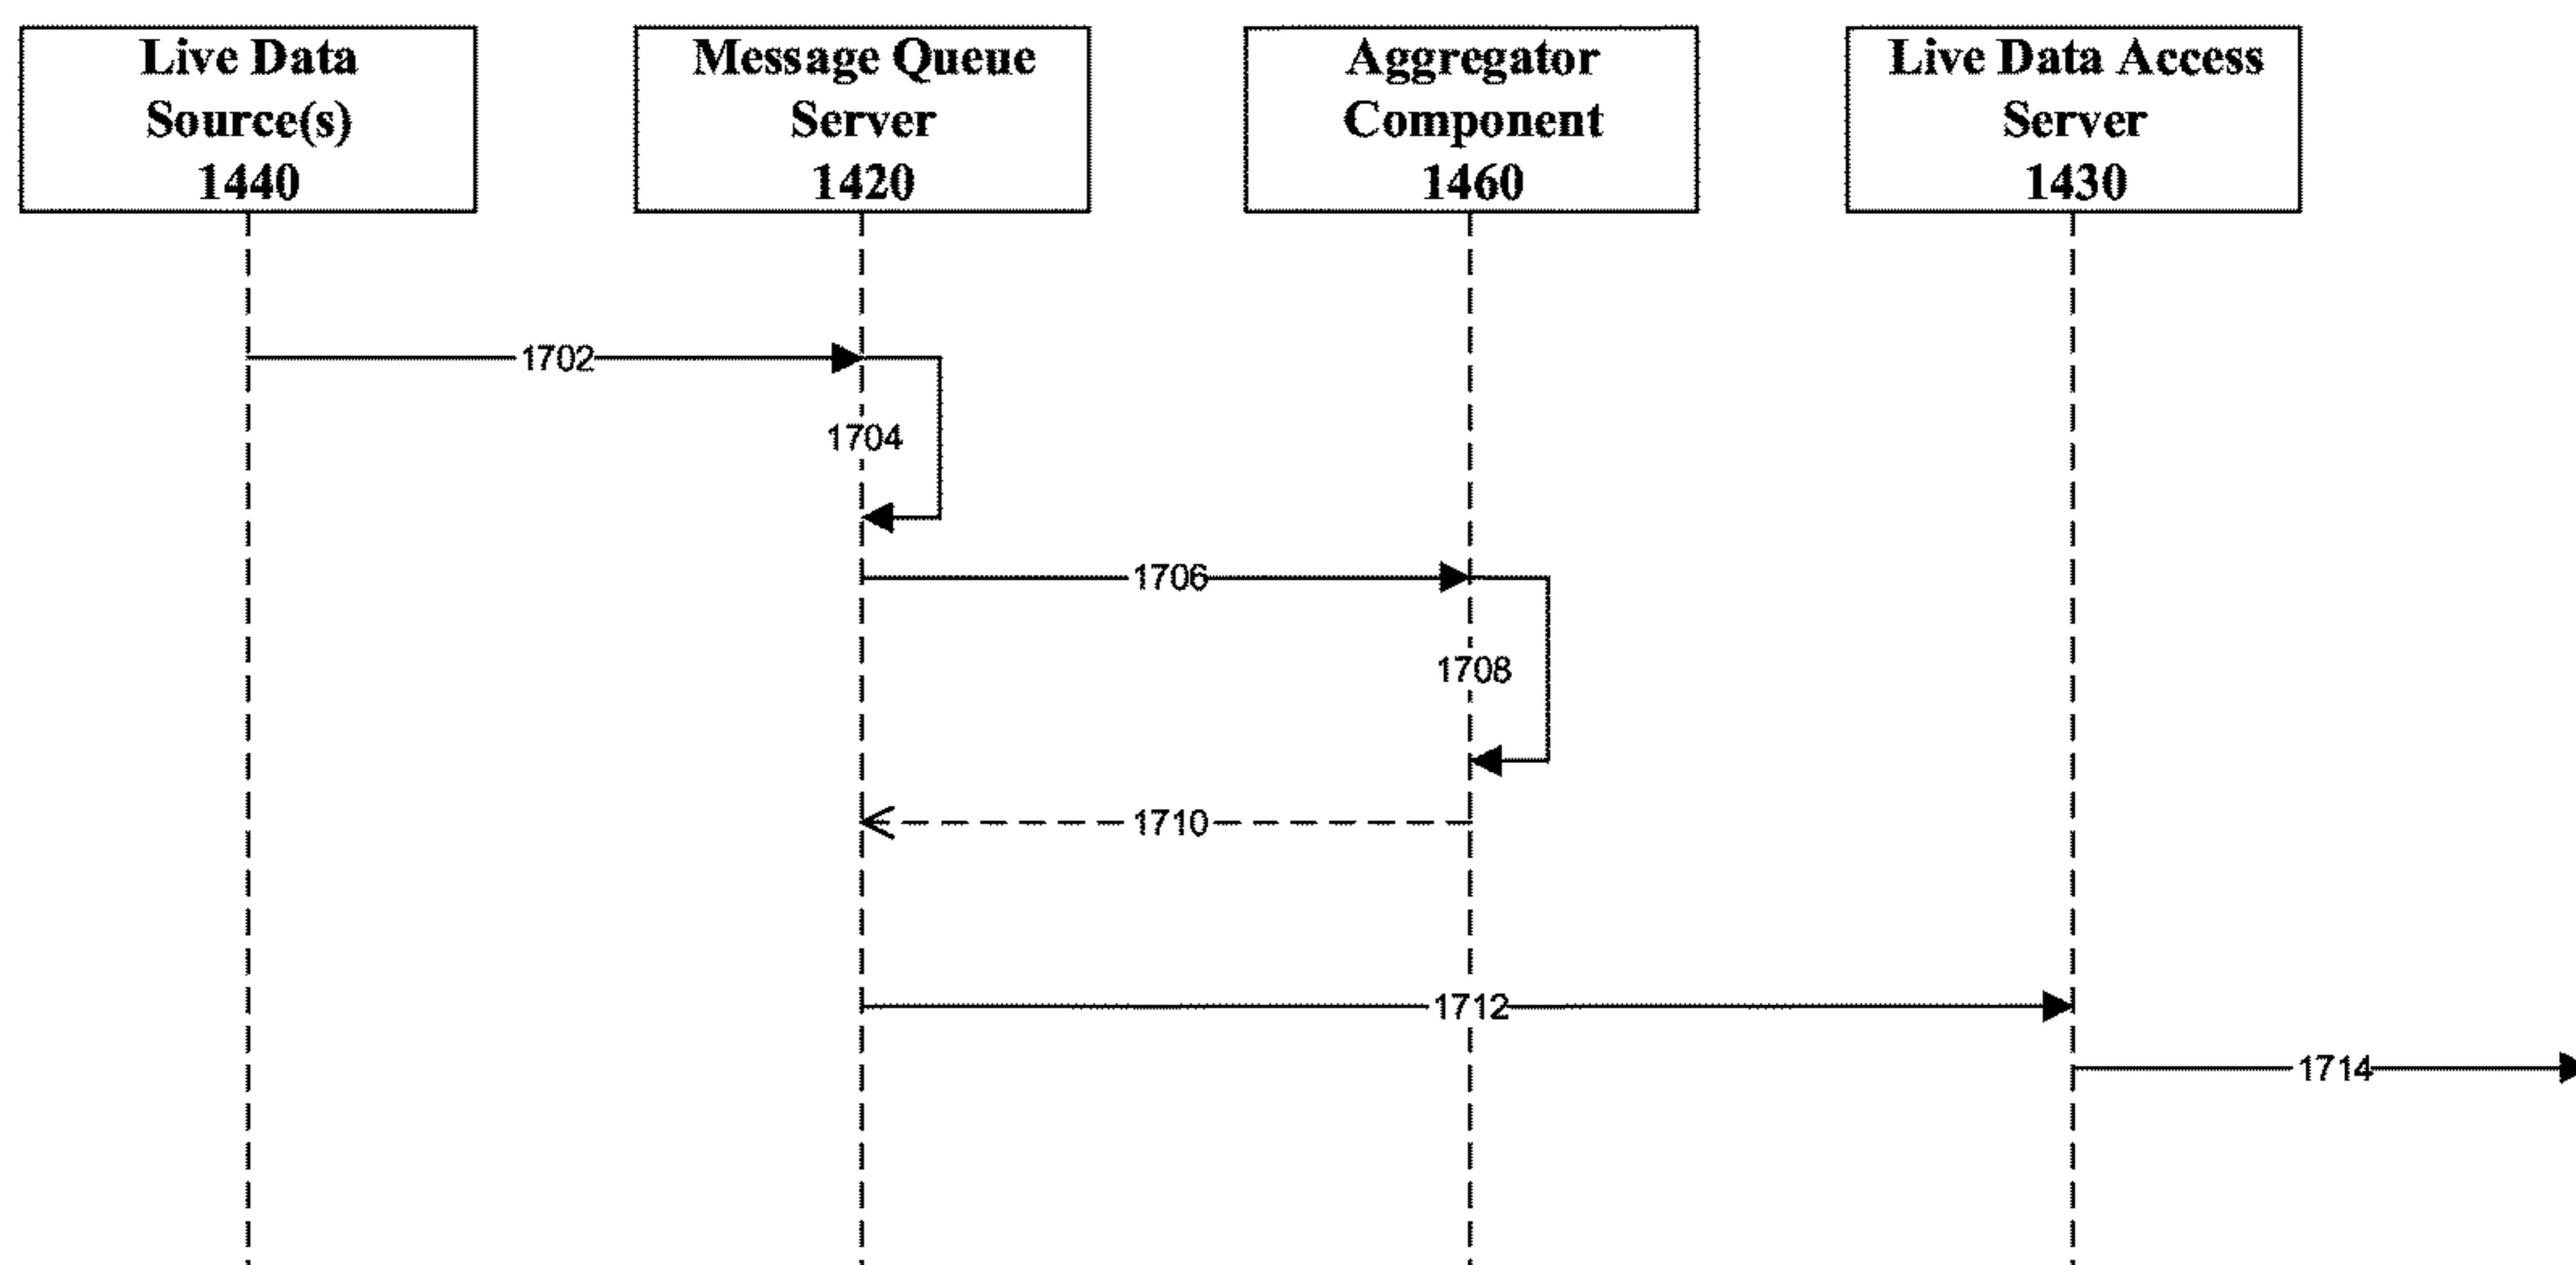 Live Data
Source(s)
1440
Message Queue
Server
1420
Aggregator
Component
1460
Live Data Access
Server
1430
1702
1704
1706
1708
1710
1712
1714